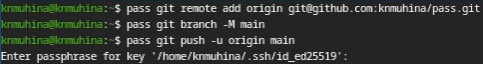 knmuhina@knmuhina:~$ pass git remote add origin git@github.com:knmuhina/pass.git
knmuhina@knmuhina:~$ pass git branch -M main
knmuhina@knmuhina:~$ pass git push -u origin main
Enter passphrase for key '/home/knmuhina/.ssh/id_ed25519':